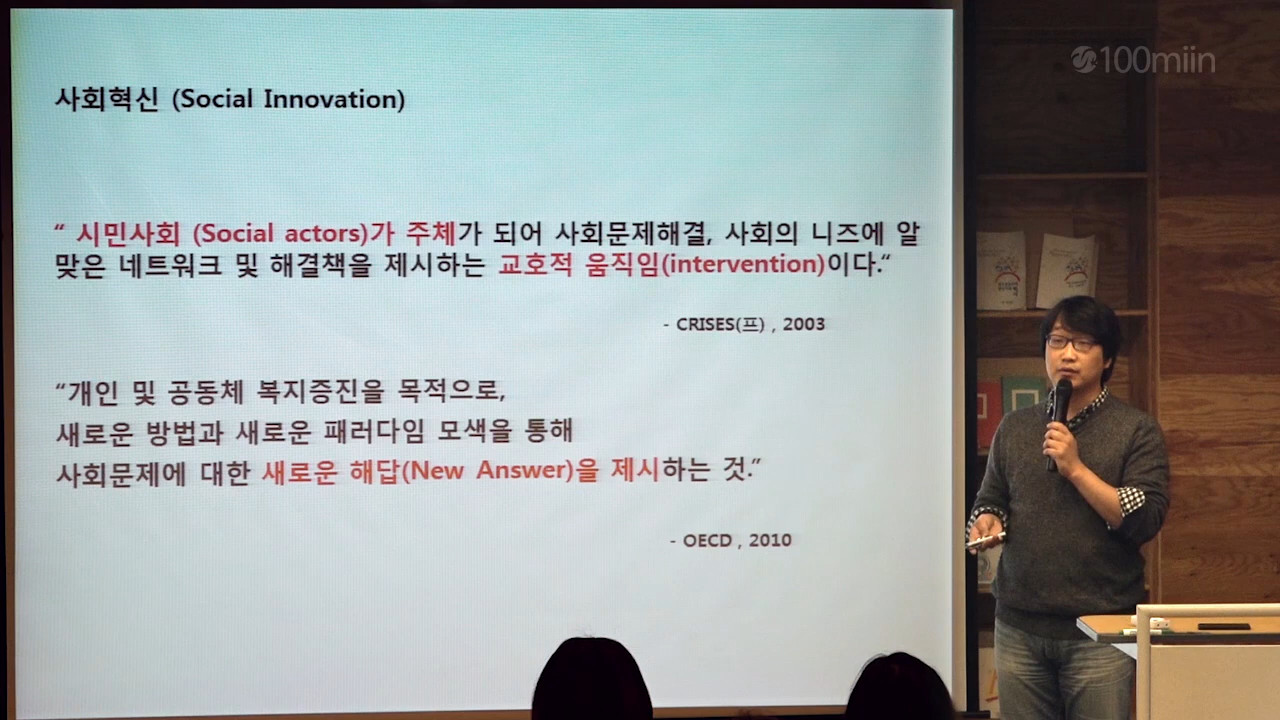 100miin
사회혁신 (Social Innovation)
“ 시민사회 (Social actors)가 주체가 되어 사회문제해결, 사회의 니즈에 알
맞은 네트워크 및 해결책을 제시하는 교호적 움직임(intervention)이다.“
- CRISES(프) , 2003
“개인 및 공동체 복지증진을 목적으로,
새로운 방법과 새로운 패러다임 모색을 통해
사회문제에 대한 새로운 해답(New Answer)을 제시하는 것.”
- OECD , 2010